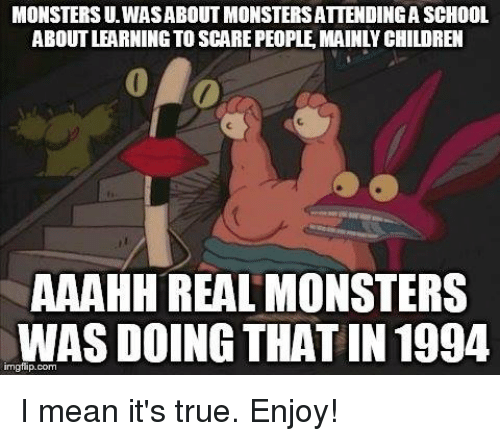 MONSTERS U. WAS ABOUT MONSTERS ATTENDING A SCHOOL
ABOUT LEARNING TO SCARE PEOPLE, MAINLY CHILDREN
AAAHH REAL MONSTERS
WAS DOING THAT IN 1994
imgflip.com
I mean it's true. Enjoy!